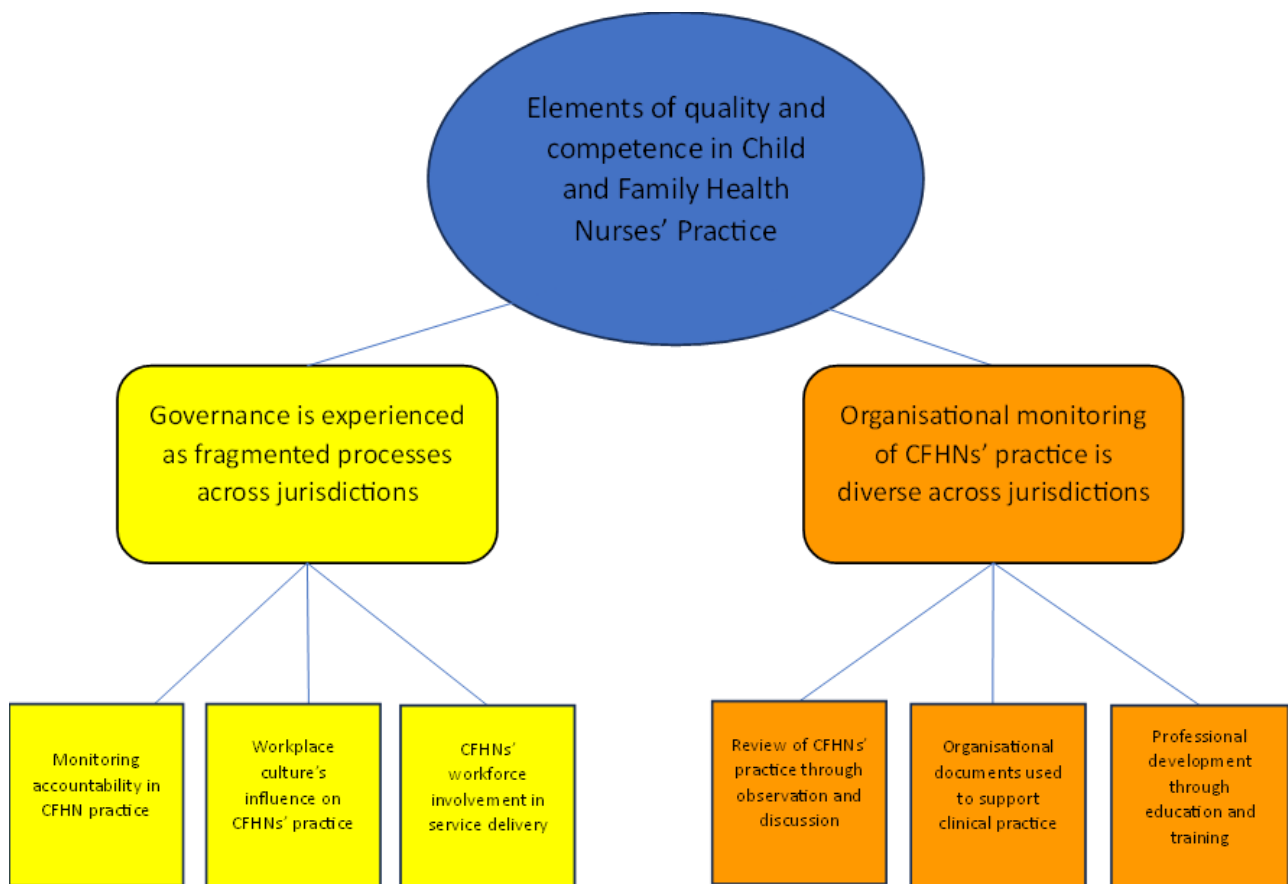 Elements of quality and
competence in Child
and Family Health
Nurses’ Practice
Governance is experienced
as fragmented processes
across jurisdictions
Organisational monitoring
of CFHNs’ practice is
diverse across jurisdictions
Monitoring
accountability in
CFHN practice
Workplace
culture’s
influence on
CFHNs’ practice
CFHNs’
workforce
involvement in
service delivery
Review of CFHNs’
practice through
observation and
discussion
Organisational
documents used
to support
clinical practice
Professional
development
through
education and
training